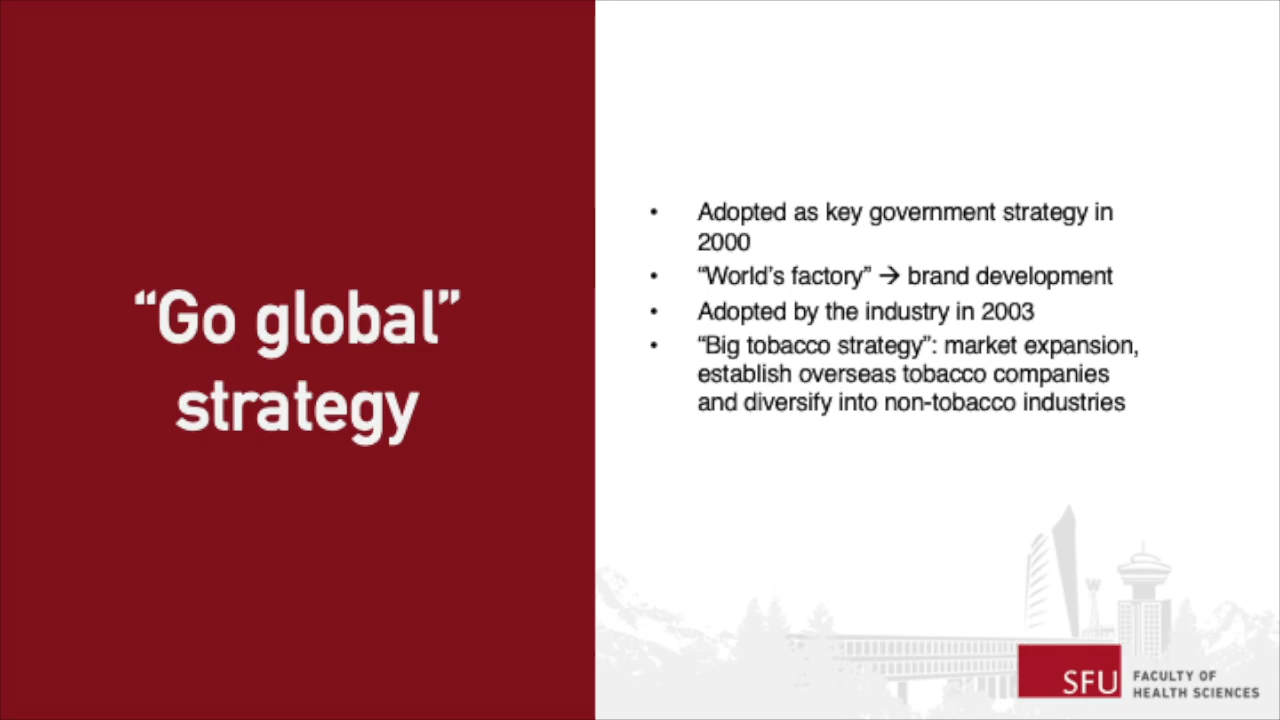 “Go global”
strategy
• Adopted as key government strategy in
2000
• “World’s factory” → brand development
• Adopted by the industry in 2003
• “Big tobacco strategy”: market expansion,
establish overseas tobacco companies
and diversify into non-tobacco industries
SFU
FACULTY OF
HEALTH SCIENCES